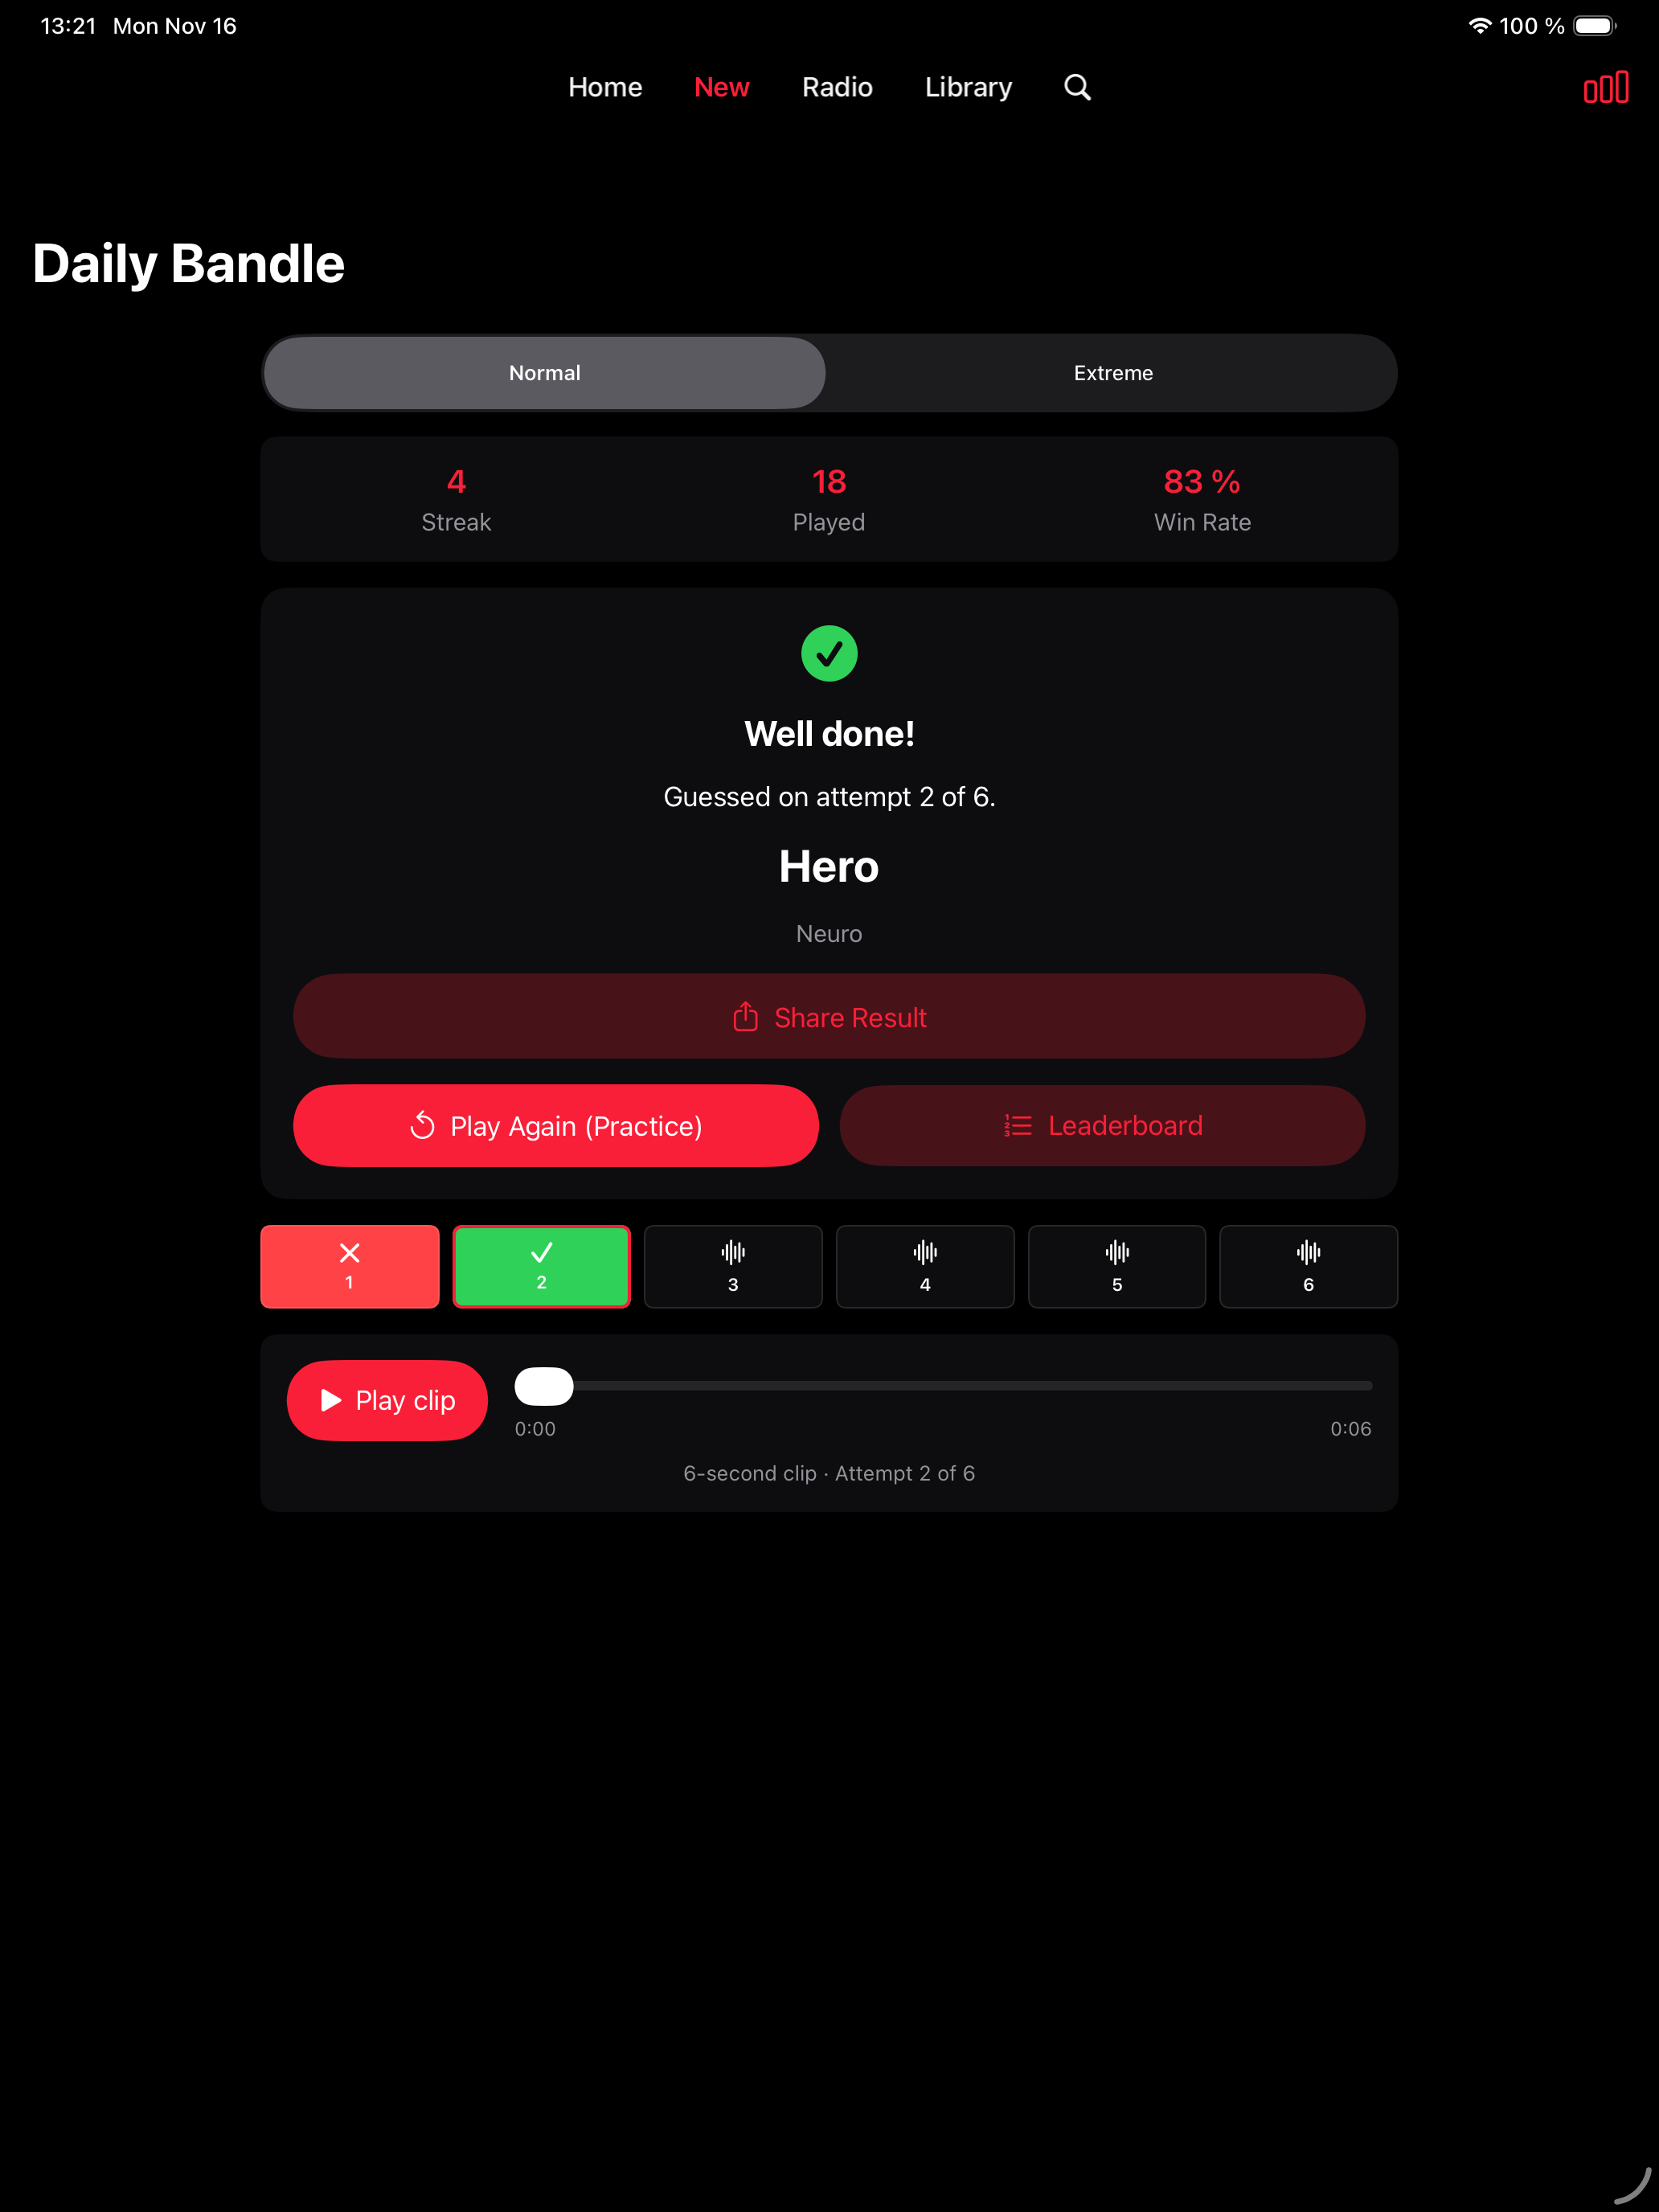 13:21 Mon Nov 16
100 %
Home New Radio Library
Daily Bandle
Normal Extreme
4 18 83 %
Streak Played Win Rate
Well done!
Guessed on attempt 2 of 6.
Hero
Neuro
Share Result
Play Again (Practice) Leaderboard
1 2 3 4 5 6
Play clip
0:00 0:06
6-second clip · Attempt 2 of 6